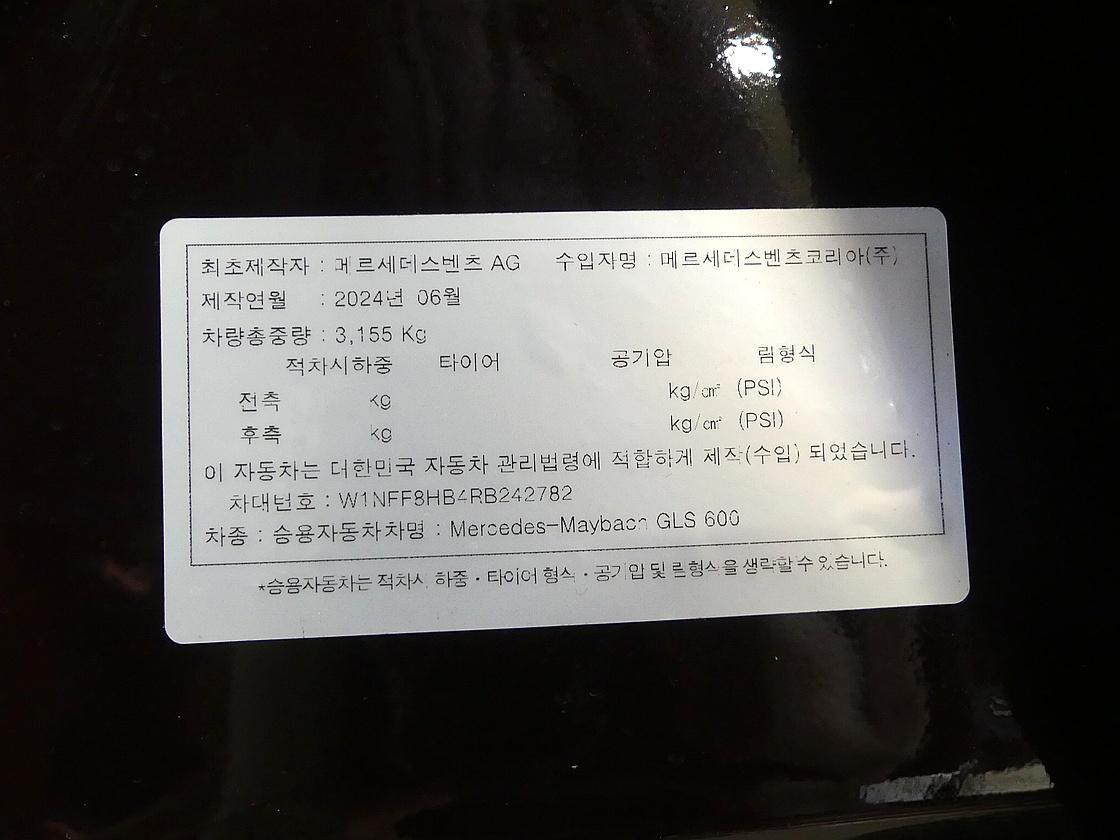 최초제작자 : 메르세데스벤츠 AG 수입자명 : 메르세데스벤츠코리아(주)
제작연월 : 2024년 06월
차량총중량 : 3,155 Kg
적차시하중 타이어 공기압 림형식
전축 kg kg/㎠ (PSI)
후축 kg kg/㎠ (PSI)
이 자동차는 대한민국 자동차 관리법령에 적합하게 제작(수입) 되었습니다.
차대번호 : W1NFF8HB4RB242782
차종 : 승용자동차차명 : Mercedes-Maybach GLS 600
*승용자동차는 적차시 하중·타이어 형식·공기압 및 림형식을 생략할 수 있습니다.